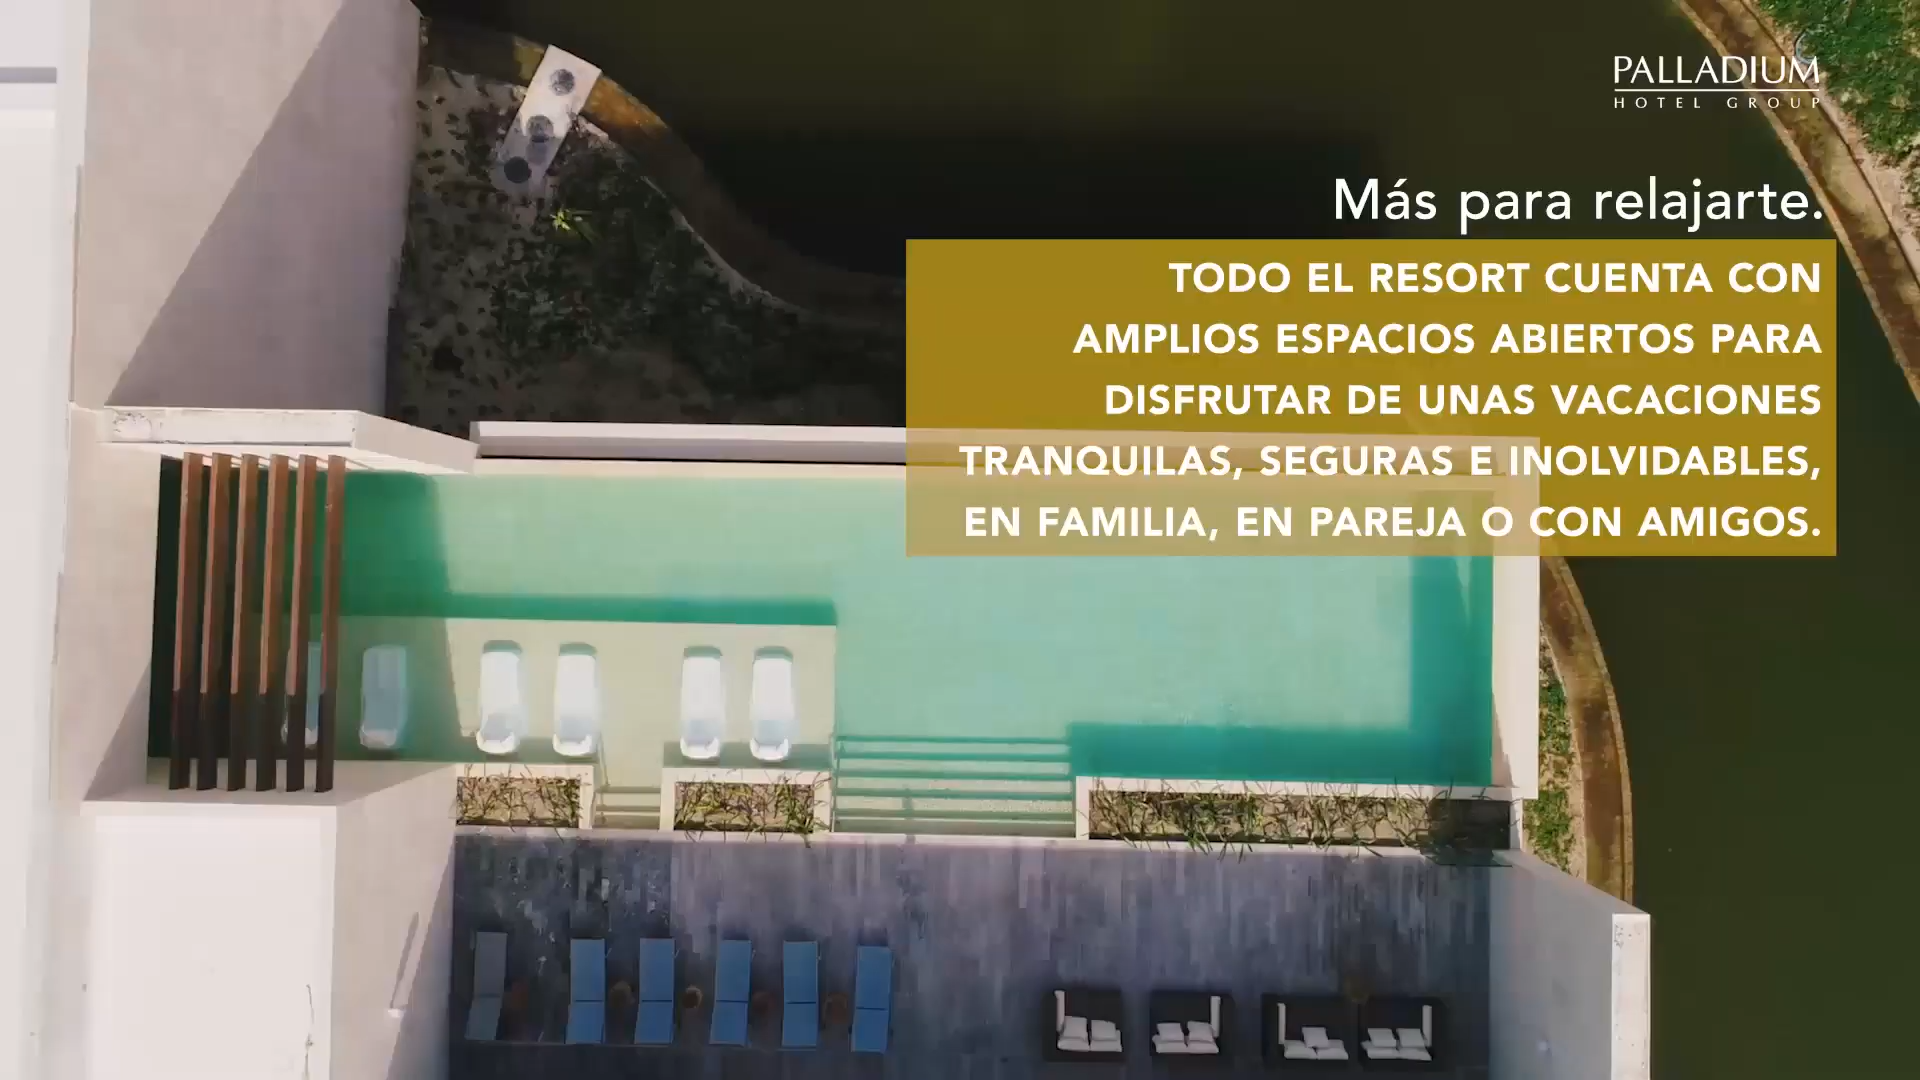 PALLADIUM
HOTEL GROUP
Más para relajarte.
TODO EL RESORT CUENTA CON
AMPLIOS ESPACIOS ABIERTOS PARA
DISFRUTAR DE UNAS VACACIONES
TRANQUILAS, SEGURAS E INOLVIDABLES,
EN FAMILIA, EN PAREJA O CON AMIGOS.